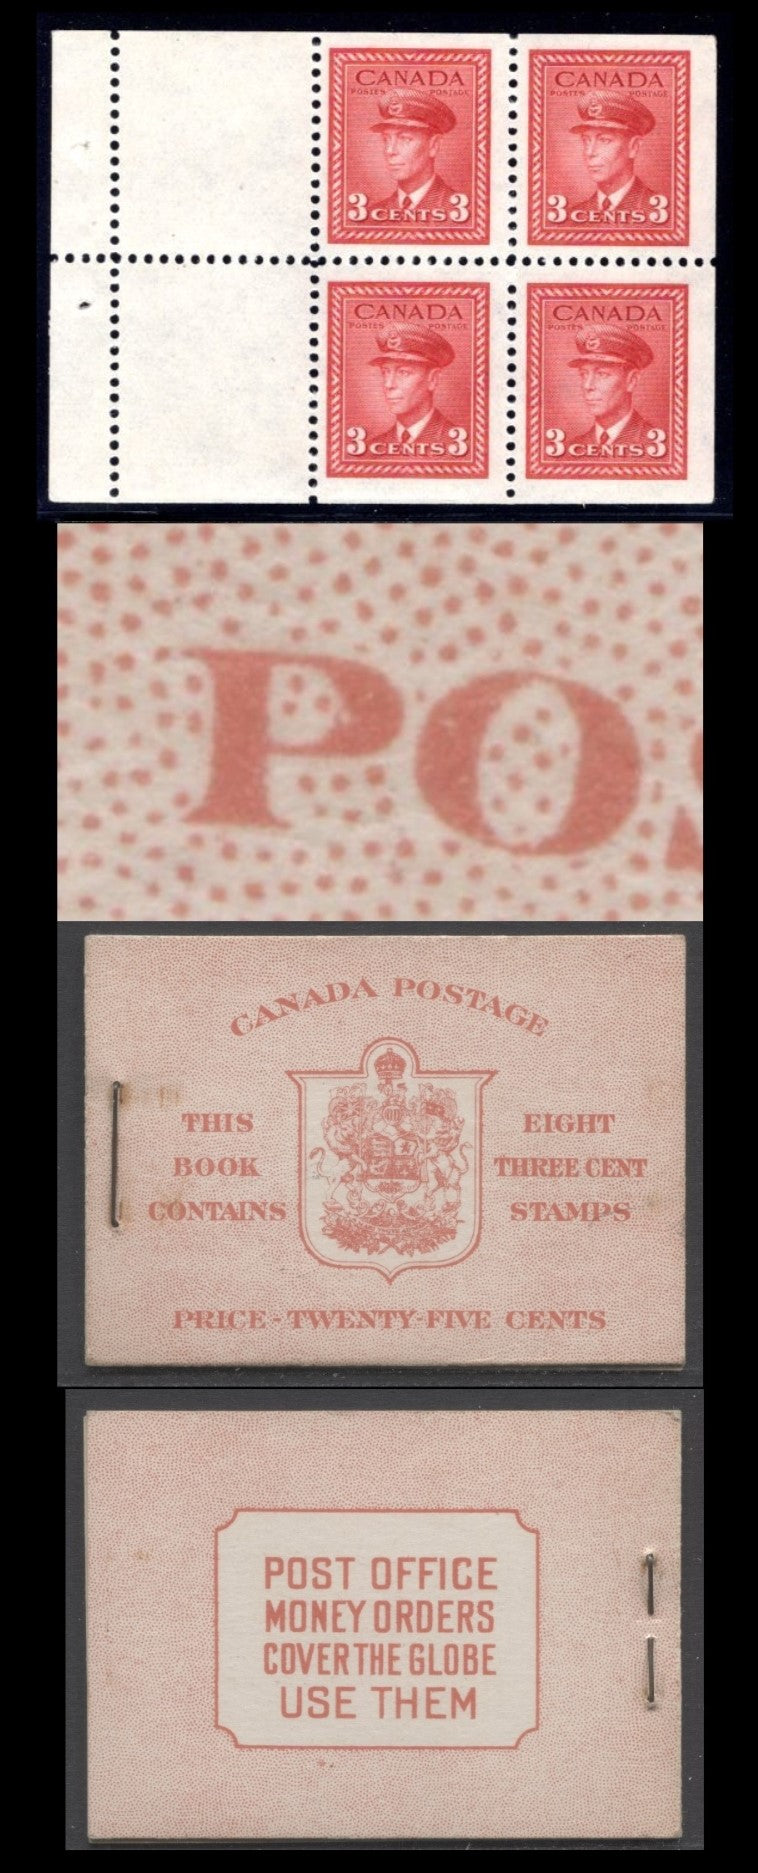 CANADA
POSTES POSTAGE
3 CENTS 3
CANADA
POSTES POSTAGE
3 CENTS 3
CANADA
POSTES POSTAGE
3 CENTS 3
CANADA
POSTES POSTAGE
3 CENTS 3
PO
CANADA POSTAGE
THIS
BOOK
CONTAINS
EIGHT
THREE CENT
STAMPS
PRICE - TWENTY-FIVE CENTS
POST OFFICE
MONEY ORDERS
COVER THE GLOBE
USE THEM